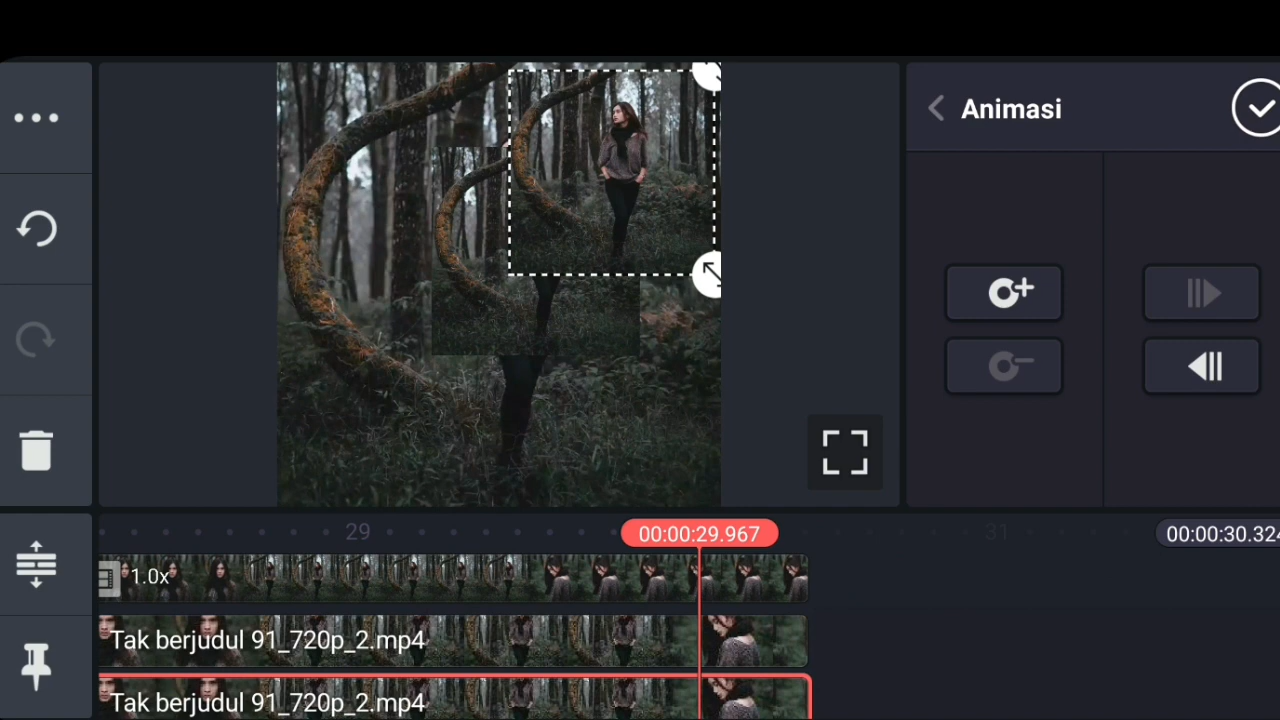 Animasi
29
00:00:29.967
31
00:00:30.324
1.0x
Tak berjudul 91_720p_2.mp4
Tak berjudul 91_720p_2.mp4